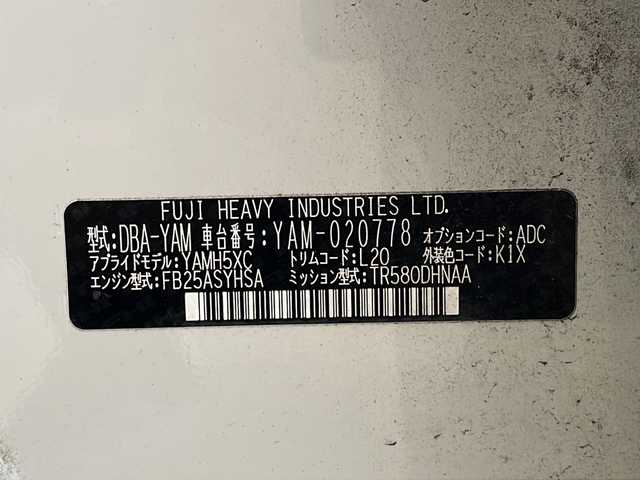 FUJI HEAVY INDUSTRIES LTD.
型式:DBA-YAM 車台番号:YAM-020778 オプションコード:ADC
アプライドモデル:YAMH5XC トリムコード:L20 外装色コード:K1X
エンジン型式:FB25ASYHSA ミッション型式:TR580DHNAA